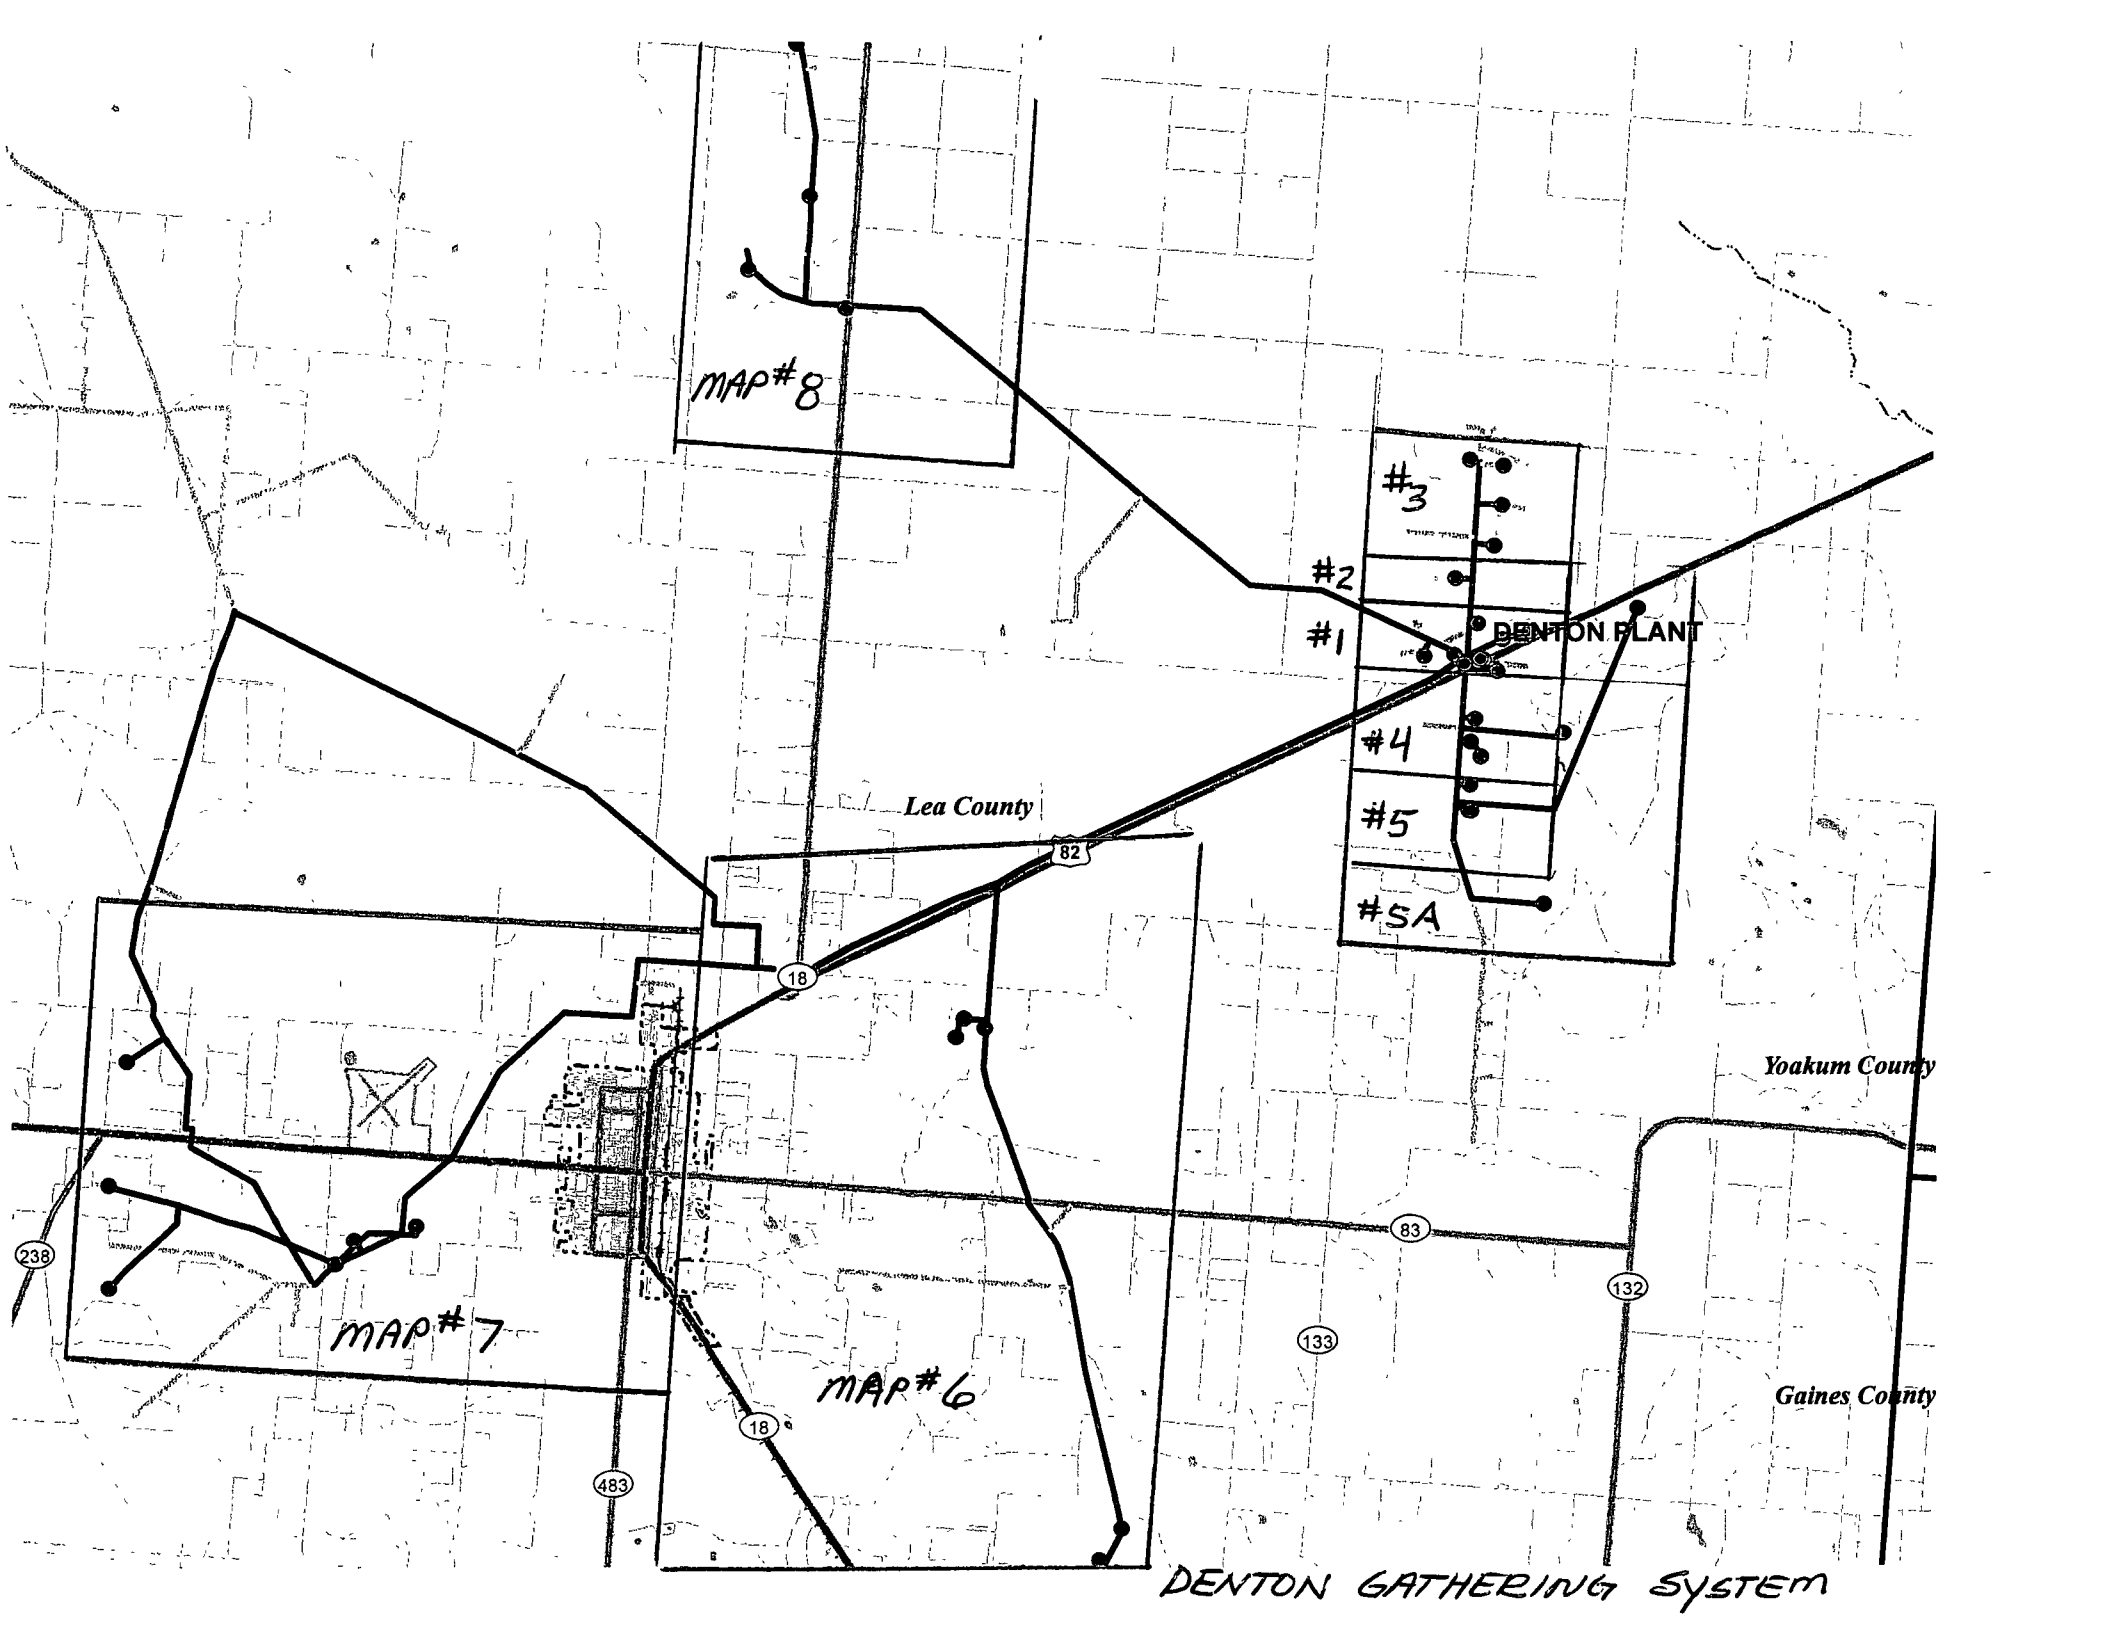 MAP#8
#3
#2
#1
DENTON PLANT
#4
Lea County
#5
82
#5A
18
Yoakum County
83
238
132
MAP#7
133
MAP#6
Gaines County
18
483
DENTON GATHERING SYSTEM